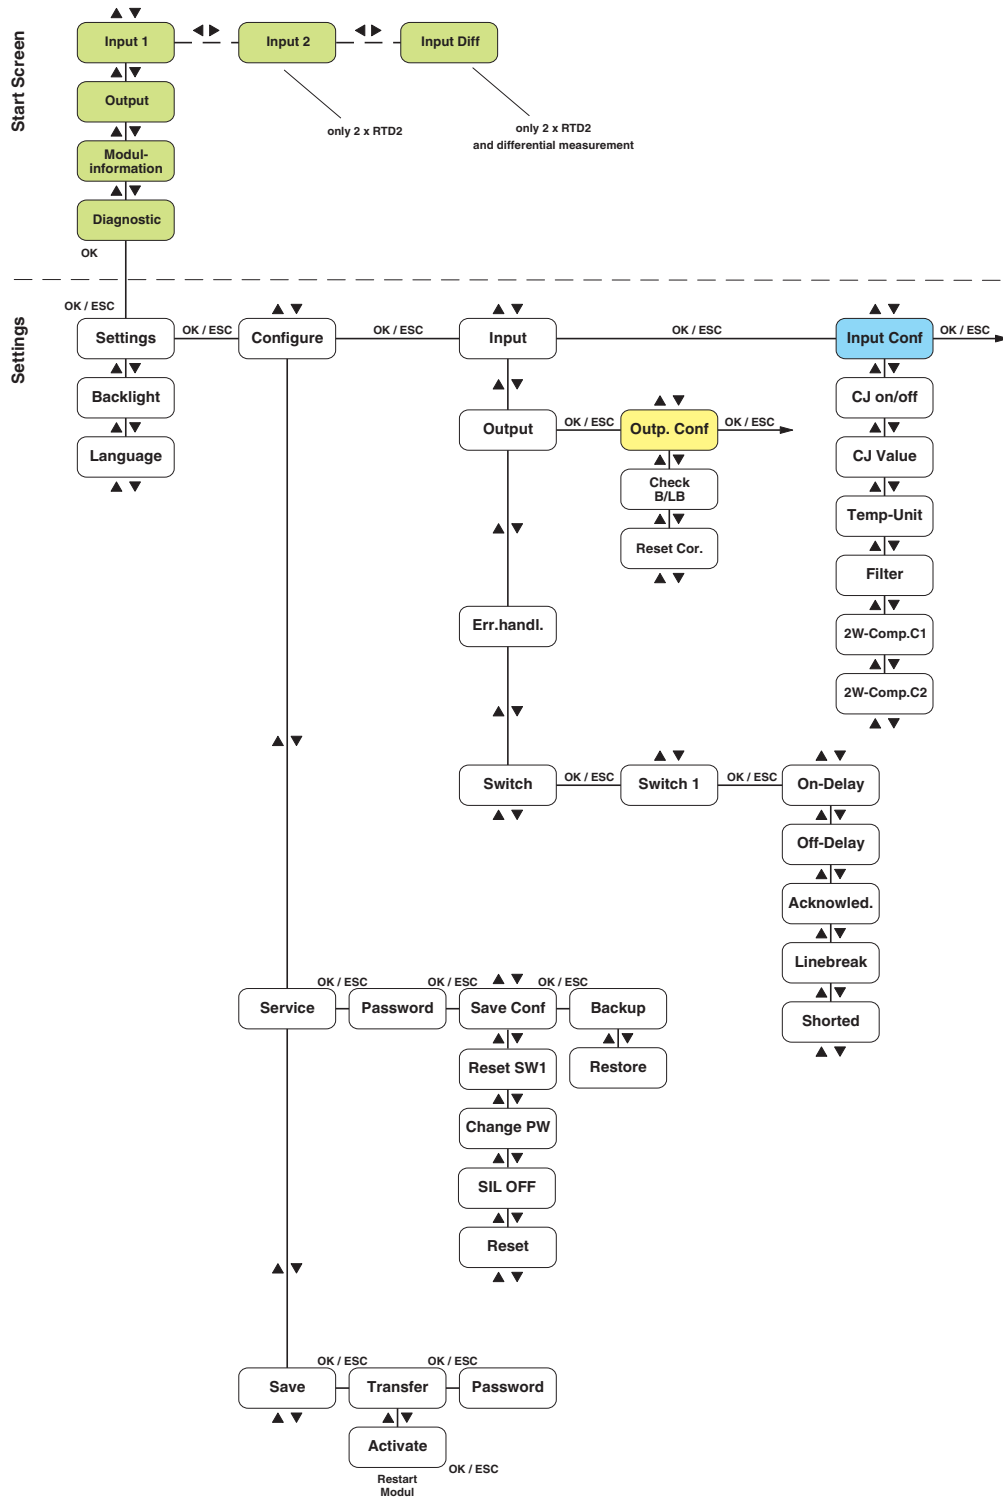 Start Screen
Input 1
Input 2
Input Diff
only 2 x RTD2
only 2 x RTD2
and differential measurement
Output
Modul-
information
Diagnostic
OK
Settings
OK / ESC
Settings
OK / ESC
Configure
OK / ESC
Input
OK / ESC
Input Conf
OK / ESC
Backlight
Language
CJ on/off
CJ Value
Temp-Unit
Filter
2W-Comp.C1
2W-Comp.C2
Output
OK / ESC
Outp. Conf
OK / ESC
Check
B/LB
Reset Cor.
Err.handl.
Switch
OK / ESC
Switch 1
OK / ESC
On-Delay
Off-Delay
Acknowled.
Linebreak
Shorted
Service
OK / ESC
Password
OK / ESC
Save Conf
OK / ESC
Backup
Restore
Reset SW1
Change PW
SIL OFF
Reset
Save
OK / ESC
Transfer
OK / ESC
Password
Activate
OK / ESC
Restart
Modul